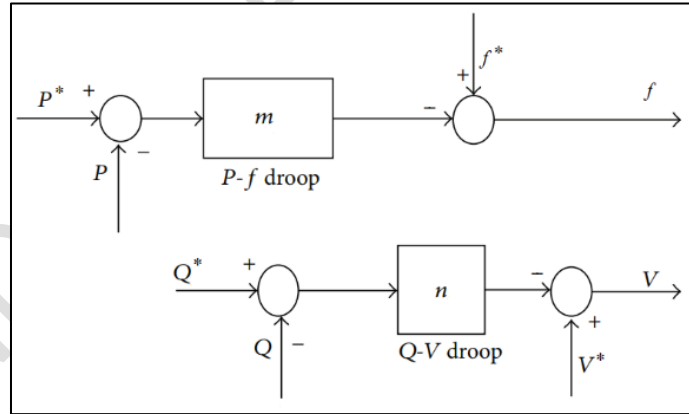 f*
P* + + f
m −
P −
P-f droop
Q* + − V
n
Q − +
Q-V droop V*